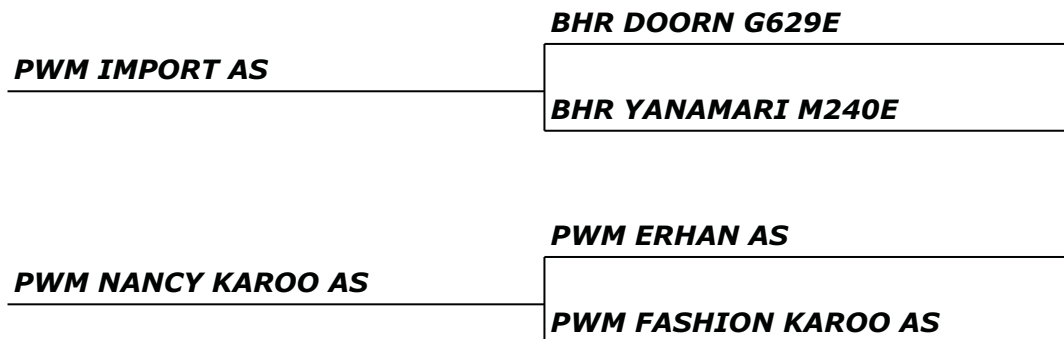 BHR DOORN G629E
PWM IMPORT AS
BHR YANAMARI M240E
PWM ERHAN AS
PWM NANCY KAROO AS
PWM FASHION KAROO AS